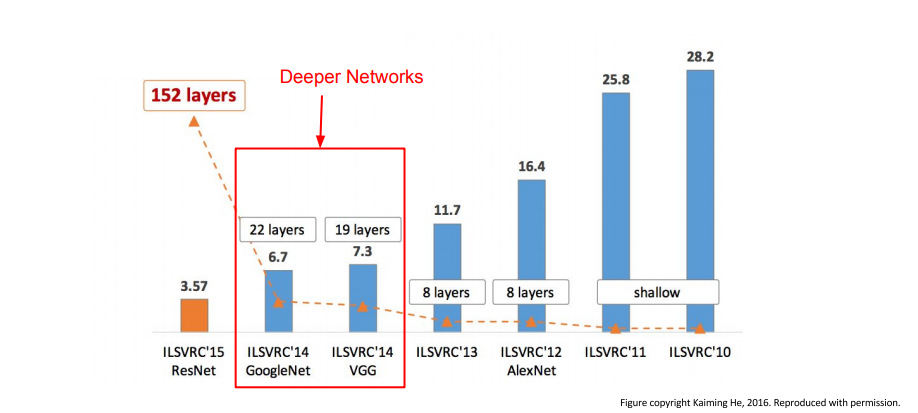 Deeper Networks
152 layers
22 layers
19 layers
8 layers
8 layers
shallow
3.57
6.7
7.3
11.7
16.4
25.8
28.2
ILSVRC'15
ResNet
ILSVRC'14
GoogleNet
ILSVRC'14
VGG
ILSVRC'13
ILSVRC'12
AlexNet
ILSVRC'11
ILSVRC'10
Figure copyright Kaiming He, 2016. Reproduced with permission.